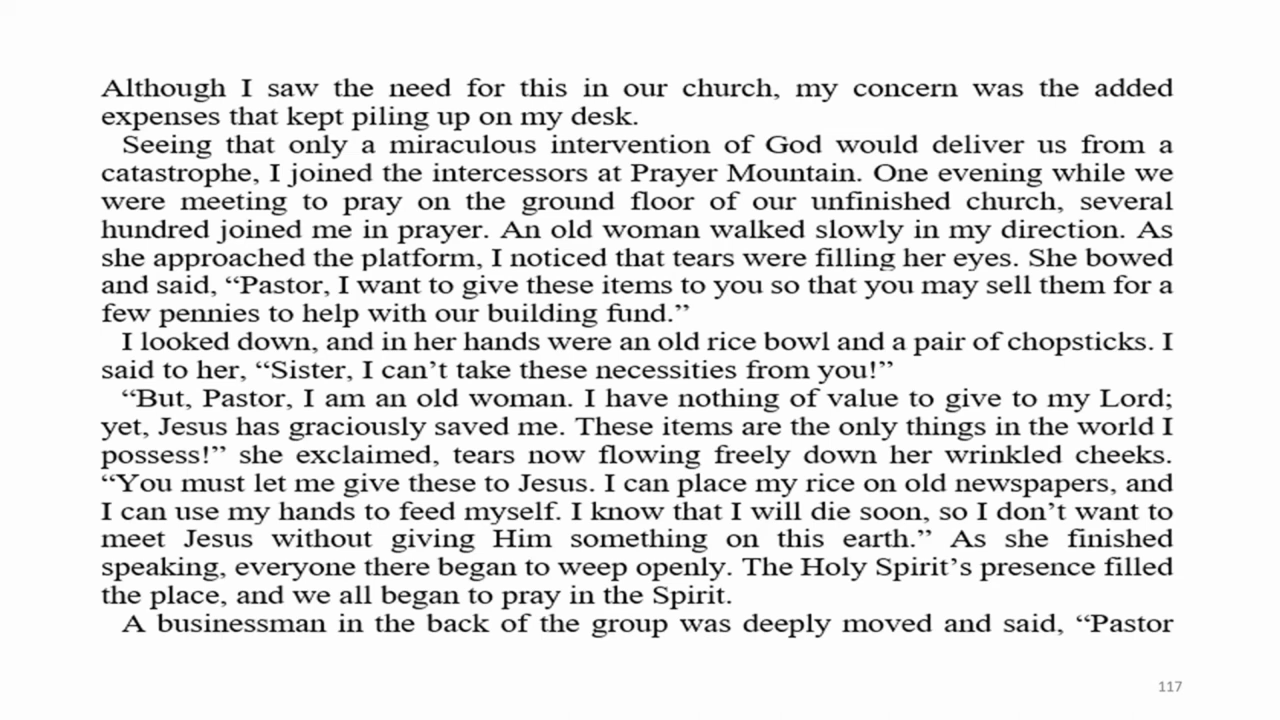 Although I saw the need for this in our church, my concern was the added
expenses that kept piling up on my desk.
Seeing that only a miraculous intervention of God would deliver us from a
catastrophe, I joined the intercessors at Prayer Mountain. One evening while we
were meeting to pray on the ground floor of our unfinished church, several
hundred joined me in prayer. An old woman walked slowly in my direction. As
she approached the platform, I noticed that tears were filling her eyes. She bowed
and said, “Pastor, I want to give these items to you so that you may sell them for a
few pennies to help with our building fund.”
I looked down, and in her hands were an old rice bowl and a pair of chopsticks. I
said to her, “Sister, I can’t take these necessities from you!”
“But, Pastor, I am an old woman. I have nothing of value to give to my Lord;
yet, Jesus has graciously saved me. These items are the only things in the world I
possess!” she exclaimed, tears now flowing freely down her wrinkled cheeks.
“You must let me give these to Jesus. I can place my rice on old newspapers, and
I can use my hands to feed myself. I know that I will die soon, so I don’t want to
meet Jesus without giving Him something on this earth.” As she finished
speaking, everyone there began to weep openly. The Holy Spirit’s presence filled
the place, and we all began to pray in the Spirit.
A businessman in the back of the group was deeply moved and said, “Pastor
117